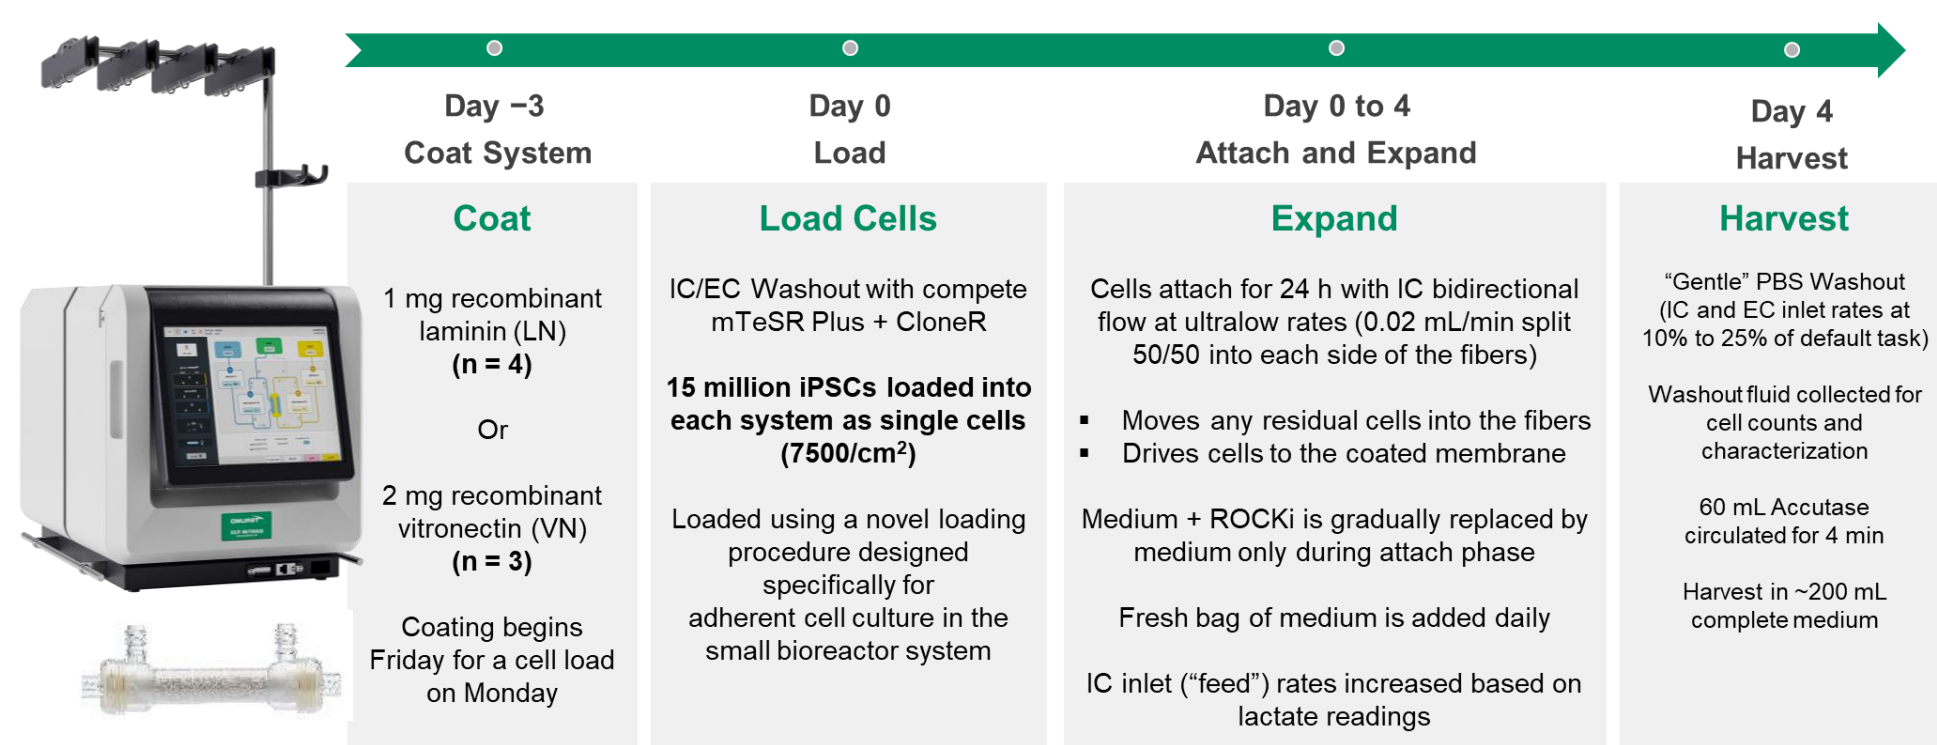 Day −3
Coat System
Day 0
Load
Day 0 to 4
Attach and Expand
Day 4
Harvest
Coat
1 mg recombinant
laminin (LN)
(n = 4)
Or
2 mg recombinant
vitronectin (VN)
(n = 3)
Coating begins
Friday for a cell load
on Monday
Load Cells
IC/EC Washout with compete
mTeSR Plus + CloneR
15 million iPSCs loaded into
each system as single cells
(7500/cm²)
Loaded using a novel loading
procedure designed
specifically for
adherent cell culture in the
small bioreactor system
Expand
Cells attach for 24 h with IC bidirectional
flow at ultralow rates (0.02 mL/min split
50/50 into each side of the fibers)
▪ Moves any residual cells into the fibers
▪ Drives cells to the coated membrane
Medium + ROCKi is gradually replaced by
medium only during attach phase
Fresh bag of medium is added daily
IC inlet (“feed”) rates increased based on
lactate readings
Harvest
“Gentle” PBS Washout
(IC and EC inlet rates at
10% to 25% of default task)
Washout fluid collected for
cell counts and
characterization
60 mL Accutase
circulated for 4 min
Harvest in ~200 mL
complete medium